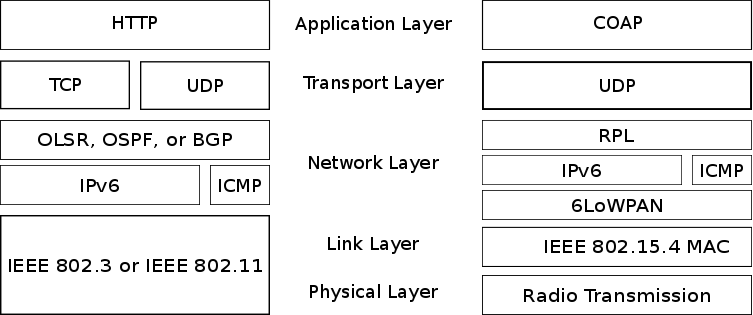 HTTP Application Layer COAP
TCP UDP Transport Layer UDP
OLSR, OSPF, or BGP RPL
Network Layer
IPv6 ICMP IPv6 ICMP
6LoWPAN
Link Layer IEEE 802.15.4 MAC
IEEE 802.3 or IEEE 802.11
Physical Layer Radio Transmission